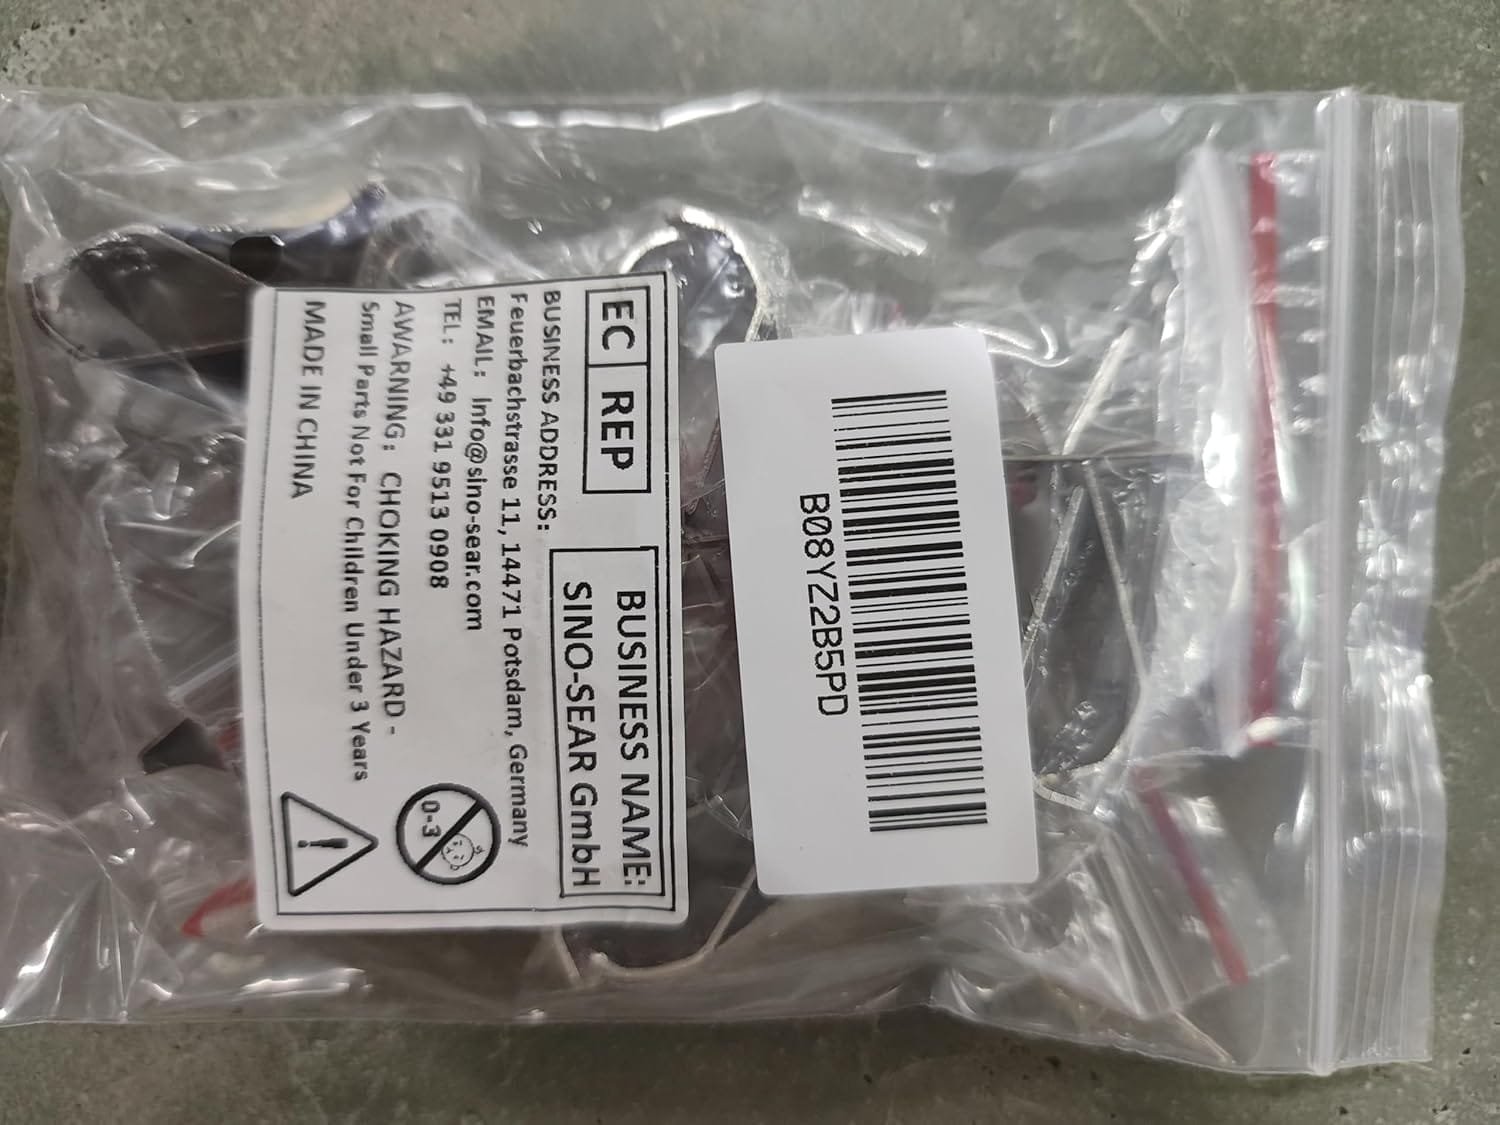 EC REP
BUSINESS NAME:
SINO-SEAR GmbH
BUSINESS ADDRESS:
Feuerbachstrasse 11, 14471 Potsdam, Germany
EMAIL: Info@sino-sear.com
TEL: +49 331 9513 0908
AWARNING: CHOKING HAZARD -
Small Parts Not For Children Under 3 Years
MADE IN CHINA
0-3
B08YZ2B5PD